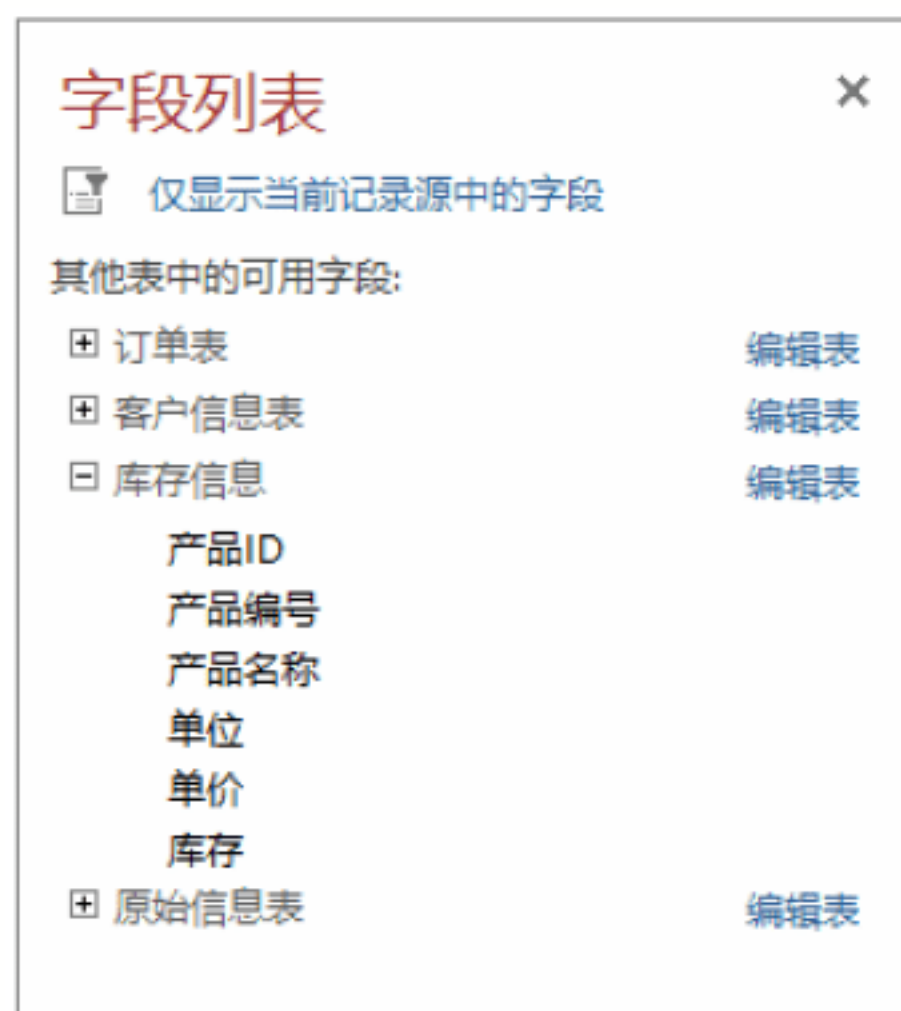 字段列表
仅显示当前记录源中的字段
其他表中的可用字段:
订单表 编辑表
客户信息表 编辑表
库存信息 编辑表
产品ID
产品编号
产品名称
单位
单价
库存
原始信息表 编辑表